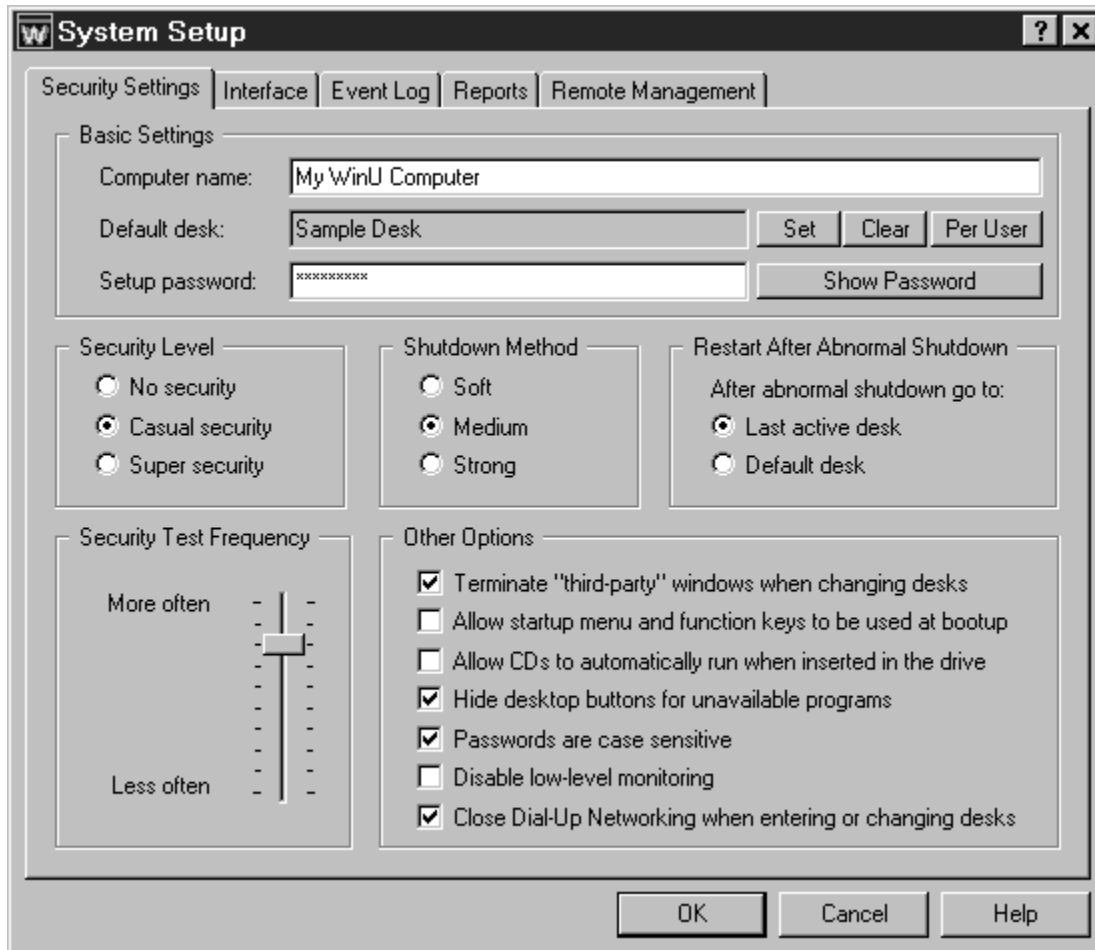 System Setup
Security Settings Interface Event Log Reports Remote Management
Basic Settings
Computer name: My WinU Computer
Default desk: Sample Desk Set Clear Per User
Setup password: ********* Show Password
Security Level
No security
Casual security
Super security
Shutdown Method
Soft
Medium
Strong
Restart After Abnormal Shutdown
After abnormal shutdown go to:
Last active desk
Default desk
Security Test Frequency
More often
Less often
Other Options
Terminate "third-party" windows when changing desks
Allow startup menu and function keys to be used at bootup
Allow CDs to automatically run when inserted in the drive
Hide desktop buttons for unavailable programs
Passwords are case sensitive
Disable low-level monitoring
Close Dial-Up Networking when entering or changing desks
OK Cancel Help